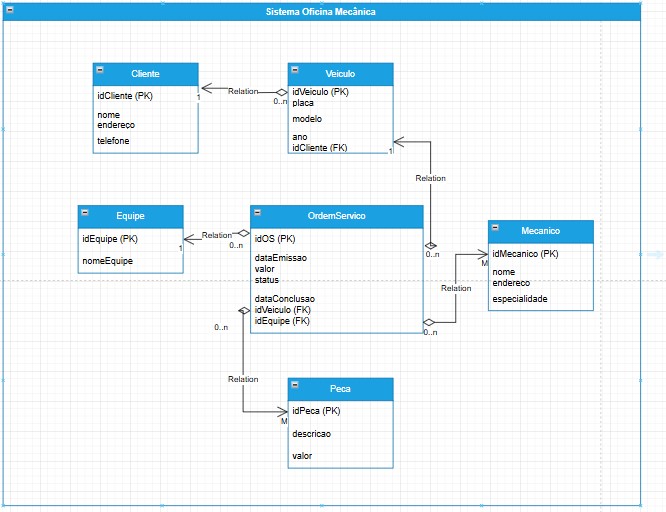 Sistema Oficina Mecânica
Cliente
idCliente (PK)
nome
endereço
telefone
1
Relation
0..n
Veiculo
idVeiculo (PK)
placa
modelo
ano
idCliente (FK)
1
Relation
0..n
Equipe
idEquipe (PK)
nomeEquipe
1
Relation
0..n
OrdemServico
idOS (PK)
dataEmissao
valor
status
dataConclusao
idVeiculo (FK)
idEquipe (FK)
Mecanico
idMecanico (PK)
nome
endereco
especialidade
M
Relation
0..n
0..n
Relation
M
Peca
idPeca (PK)
descricao
valor